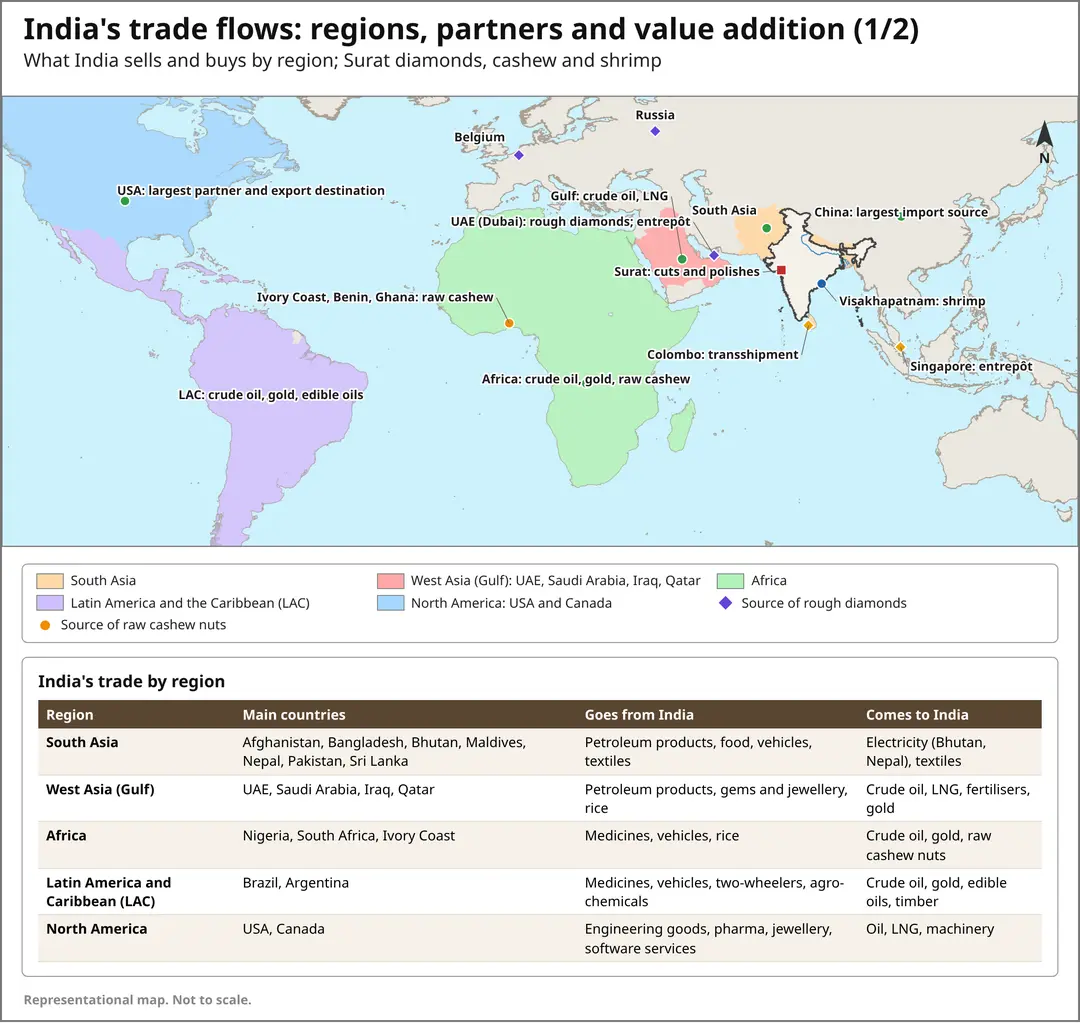 India's trade flows: regions, partners and value addition (1/2)
What India sells and buys by region; Surat diamonds, cashew and shrimp
Russia
Belgium
N
USA: largest partner and export destination
Gulf: crude oil, LNG
South Asia
China: largest import source
UAE (Dubai): rough diamonds; entrepôt
Surat: cuts and polishes
Ivory Coast, Benin, Ghana: raw cashew
Visakhapatnam: shrimp
Colombo: transshipment
Singapore: entrepôt
Africa: crude oil, gold, raw cashew
LAC: crude oil, gold, edible oils
South Asia
West Asia (Gulf): UAE, Saudi Arabia, Iraq, Qatar
Africa
Latin America and the Caribbean (LAC)
North America: USA and Canada
Source of rough diamonds
Source of raw cashew nuts
India's trade by region
Region Main countries Goes from India Comes to India
South Asia Afghanistan, Bangladesh, Bhutan, Maldives, Petroleum products, food, vehicles, Electricity (Bhutan,
Nepal, Pakistan, Sri Lanka textiles Nepal), textiles
West Asia (Gulf) UAE, Saudi Arabia, Iraq, Qatar Petroleum products, gems and jewellery, Crude oil, LNG, fertilisers,
rice gold
Africa Nigeria, South Africa, Ivory Coast Medicines, vehicles, rice Crude oil, gold, raw
cashew nuts
Latin America and Brazil, Argentina Medicines, vehicles, two-wheelers, agro- Crude oil, gold, edible
Caribbean (LAC) chemicals oils, timber
North America USA, Canada Engineering goods, pharma, jewellery, Oil, LNG, machinery
software services
Representational map. Not to scale.